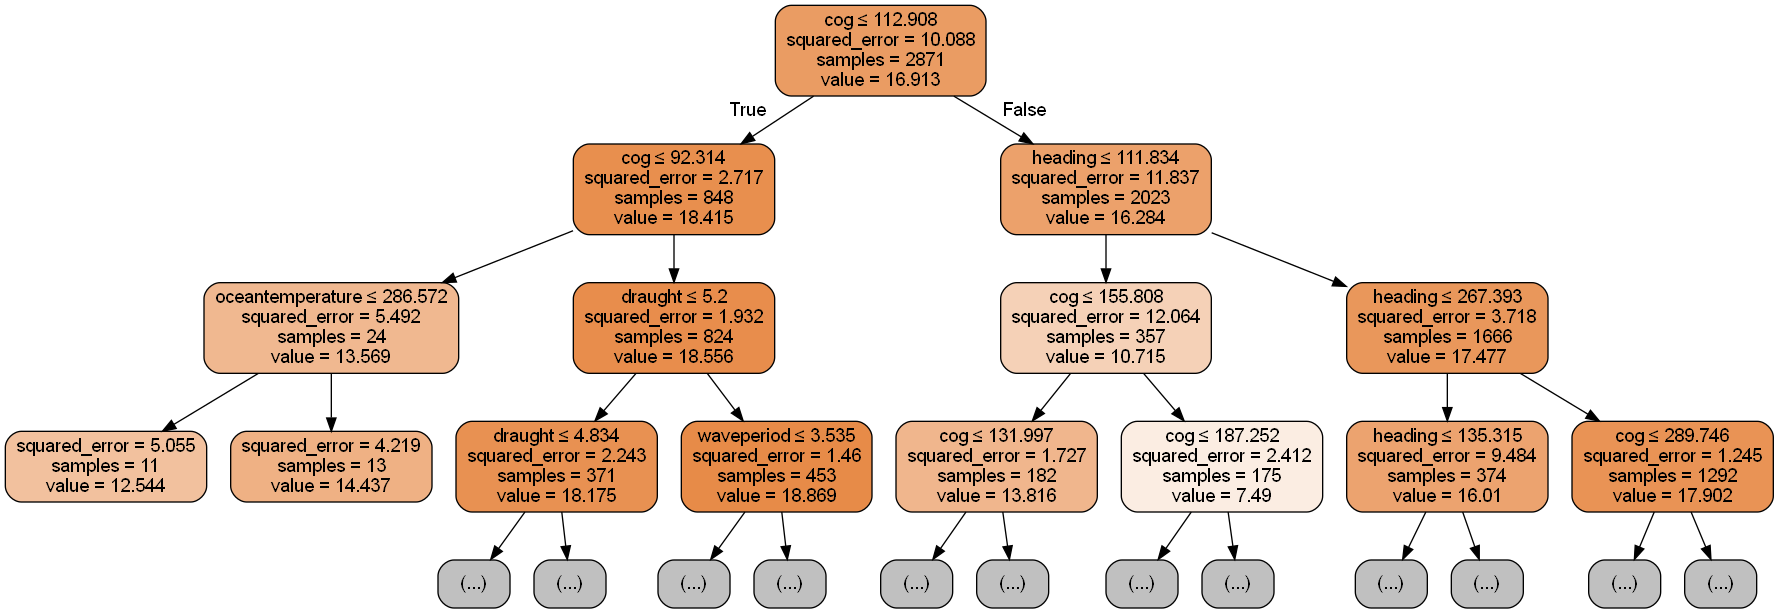 cog ≤ 112.908
squared_error = 10.088
samples = 2871
value = 16.913
True
False
cog ≤ 92.314
squared_error = 2.717
samples = 848
value = 18.415
heading ≤ 111.834
squared_error = 11.837
samples = 2023
value = 16.284
oceantemperature ≤ 286.572
squared_error = 5.492
samples = 24
value = 13.569
draught ≤ 5.2
squared_error = 1.932
samples = 824
value = 18.556
cog ≤ 155.808
squared_error = 12.064
samples = 357
value = 10.715
heading ≤ 267.393
squared_error = 3.718
samples = 1666
value = 17.477
squared_error = 5.055
samples = 11
value = 12.544
squared_error = 4.219
samples = 13
value = 14.437
draught ≤ 4.834
squared_error = 2.243
samples = 371
value = 18.175
waveperiod ≤ 3.535
squared_error = 1.46
samples = 453
value = 18.869
cog ≤ 131.997
squared_error = 1.727
samples = 182
value = 13.816
cog ≤ 187.252
squared_error = 2.412
samples = 175
value = 7.49
heading ≤ 135.315
squared_error = 9.484
samples = 374
value = 16.01
cog ≤ 289.746
squared_error = 1.245
samples = 1292
value = 17.902
(...)
(...)
(...)
(...)
(...)
(...)
(...)
(...)
(...)
(...)
(...)
(...)